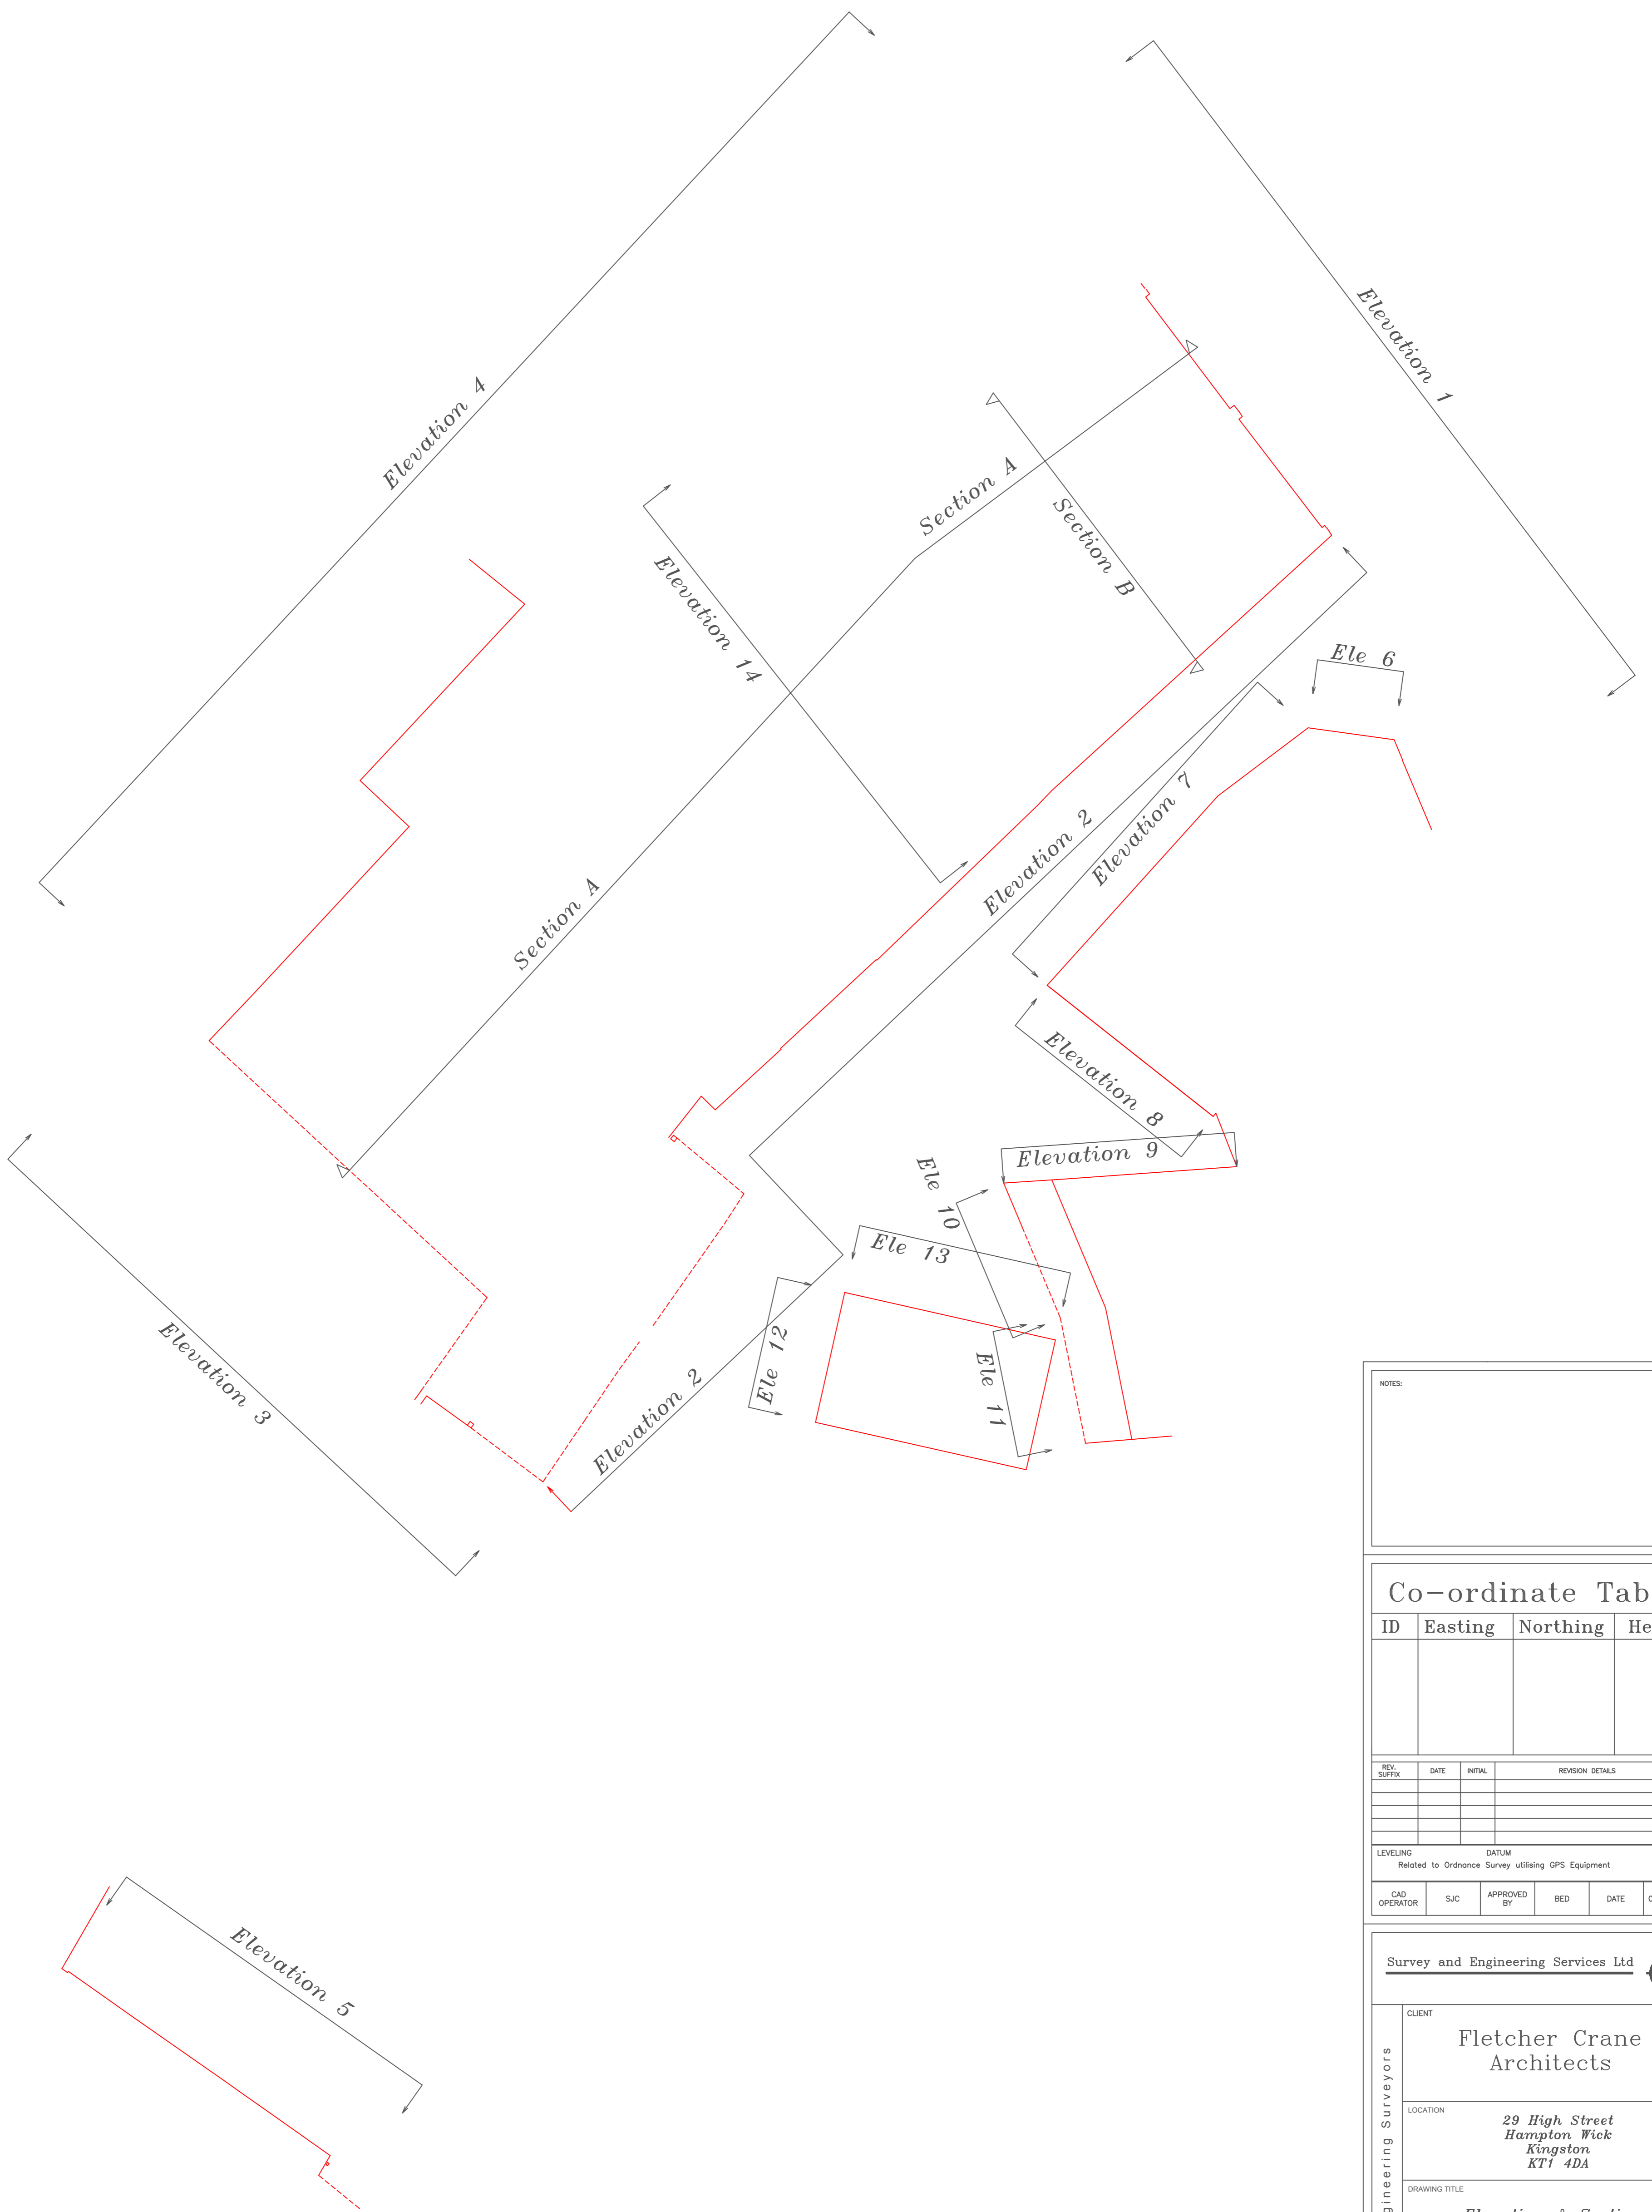 Elevation 4
Elevation 1
Section A
Section B
Elevation 14
Ele 6
Elevation 7
Elevation 2
Section A
Elevation 8
Elevation 9
Ele 10
Ele 13
Ele 12
Ele 11
Elevation 3
Elevation 2
NOTES:
Co-ordinate Tab
ID Easting Northing He
REV. SUFFIX DATE INITIAL REVISION DETAILS
LEVELING DATUM
Related to Ordnance Survey utilising GPS Equipment
CAD OPERATOR SJC APPROVED BY BED DATE
Elevation 5
Survey and Engineering Services Ltd
CLIENT
Fletcher Crane
Architects
LOCATION
29 High Street
Hampton Wick
Kingston
KT1 4DA
DRAWING TITLE
gineering Surveyors